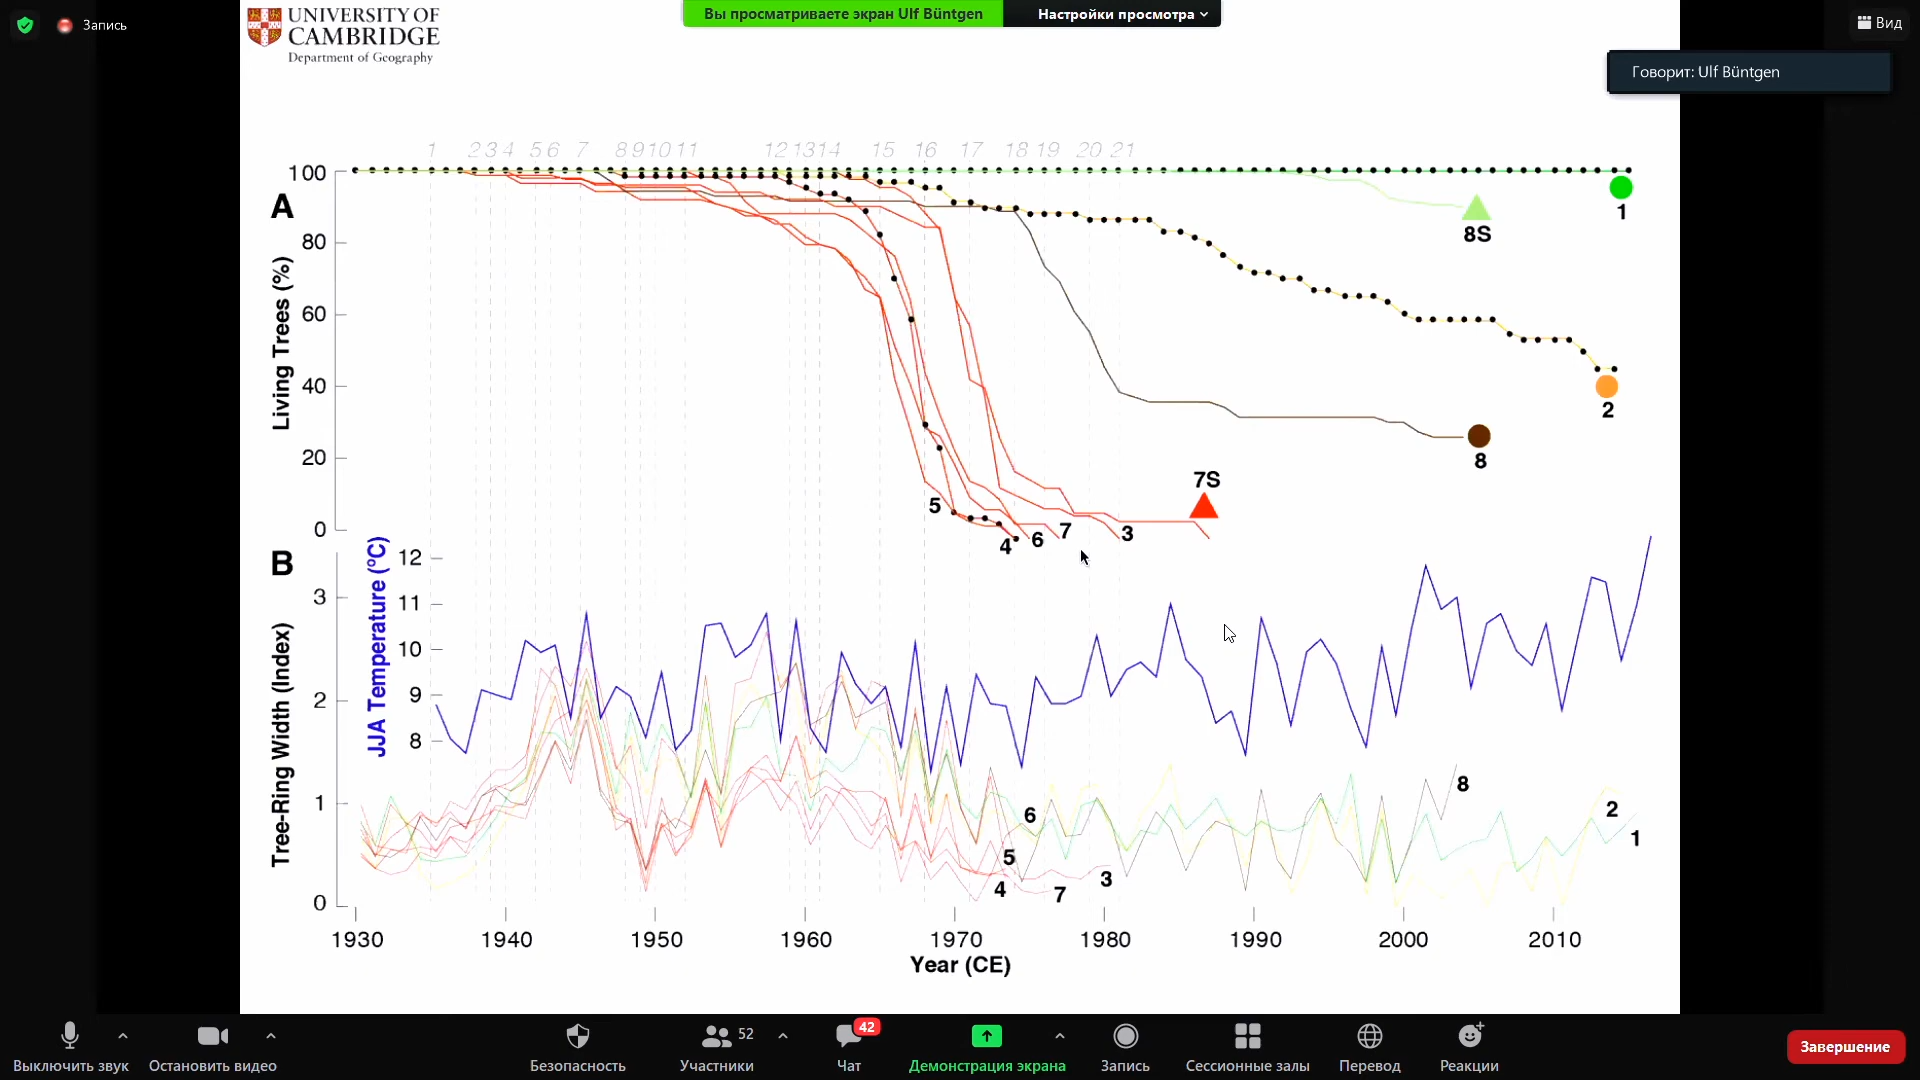 Запись
UNIVERSITY OF
CAMBRIDGE
Department of Geography
Вы просматриваете экран Ulf Büntgen
Настройки просмотра
Вид
Говорит: Ulf Büntgen
1 2 3 4 5 6 7 8 9 10 11 12 13 14 15 16 17 18 19 20 21
A
Living Trees (%)
100
80
60
40
20
0
1
8S
2
8
7S
5
4
6
7
3
B
Tree-Ring Width (Index)
3
2
1
0
JJA Temperature (ºC)
12
11
10
9
8
8
6
2
1
5
3
4
7
1930 1940 1950 1960 1970 1980 1990 2000 2010
Year (CE)
Выключить звук
Остановить видео
Безопасность
52
Участники
42
Чат
Демонстрация экрана
Запись
Сессионные залы
Перевод
Реакции
Завершение